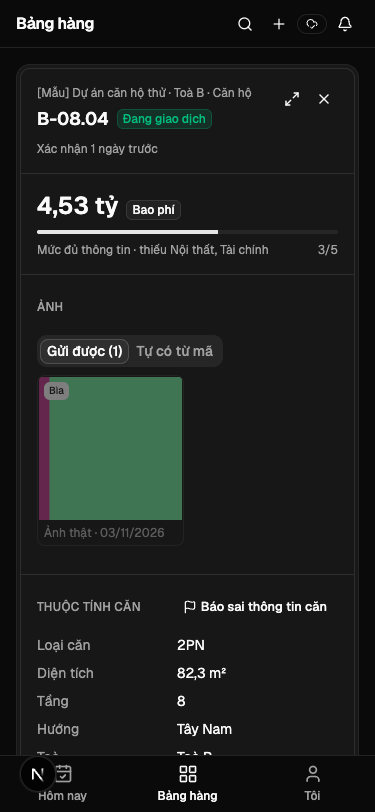 Bảng hàng
[Mẫu] Dự án căn hộ thử · Toà B · Căn hộ
B-08.04 Đang giao dịch
Xác nhận 1 ngày trước
4,53 tỷ Bao phí
Mức đủ thông tin · thiếu Nội thất, Tài chính 3/5
ẢNH
Gửi được (1) Tự có từ mã
Bìa
Ảnh thật · 03/11/2026
THUỘC TÍNH CĂN Báo sai thông tin căn
Loại căn 2PN
Diện tích 82,3 m²
Tầng 8
Hướng Tây Nam
Toà Toà B
N
Hôm nay Bảng hàng Tôi